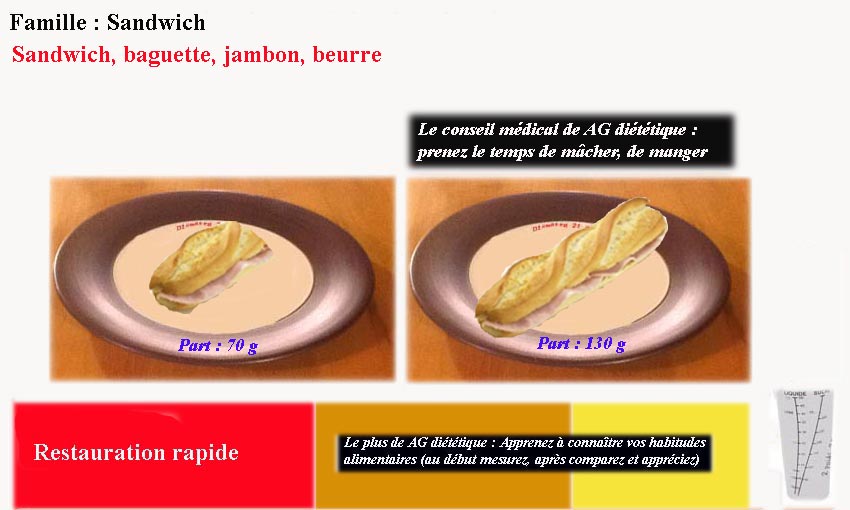 Famille : Sandwich
Sandwich, baguette, jambon, beurre
Le conseil médical de AG diététique :
prenez le temps de mâcher, de manger
Part : 70 g
Part : 130 g
Restauration rapide
Le plus de AG diététique : Apprenez à connaître vos habitudes
alimentaires (au début mesurez, après comparez et appréciez)